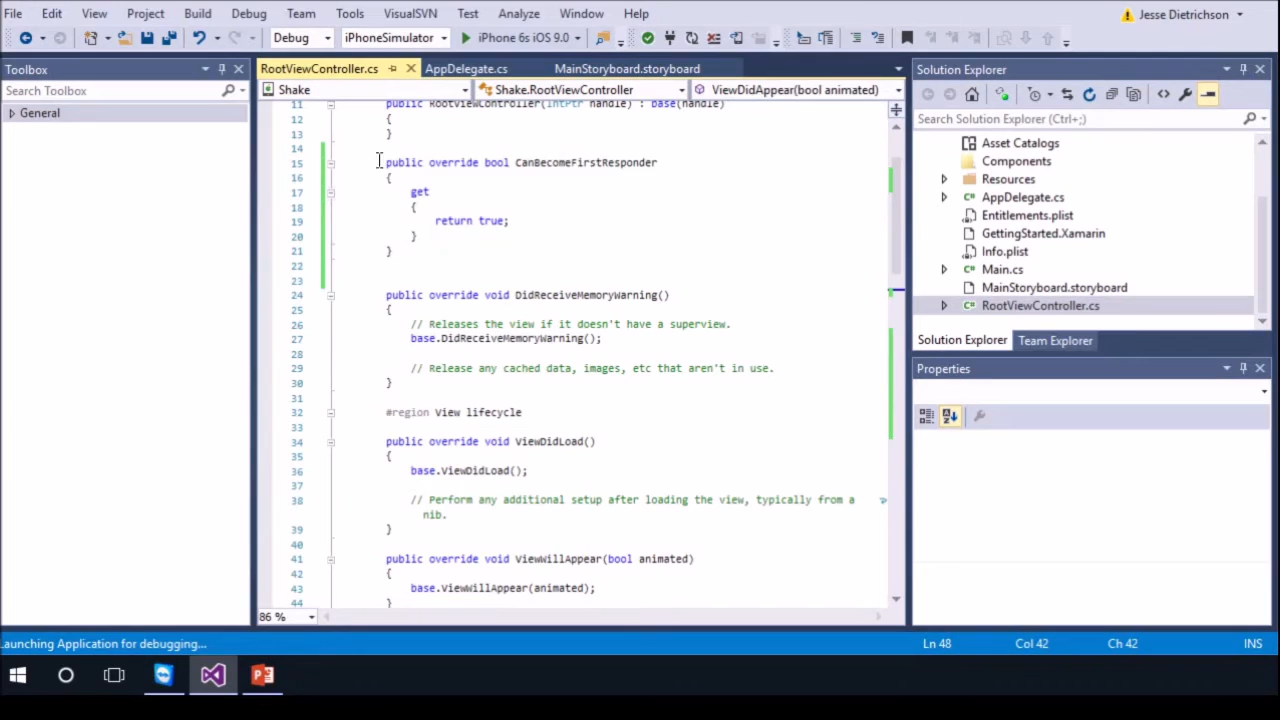 File Edit View Project Build Debug Team Tools VisualSVN Test Analyze Window Help Jesse Dietrichson
Debug iPhoneSimulator iPhone 6s iOS 9.0
Toolbox
Search Toolbox
General
RootViewController.cs AppDelegate.cs MainStoryboard.storyboard
Shake Shake.RootViewController ViewDidAppear(bool animated)
11 public RootViewController(IntPtr handle) : base(handle)
12 {
13 }
14
15 public override bool CanBecomeFirstResponder
16 {
17 get
18 {
19 return true;
20 }
21 }
22
23
24 public override void DidReceiveMemoryWarning()
25 {
26 // Releases the view if it doesn't have a superview.
27 base.DidReceiveMemoryWarning();
28
29 // Release any cached data, images, etc that aren't in use.
30 }
31
32 #region View lifecycle
33
34 public override void ViewDidLoad()
35 {
36 base.ViewDidLoad();
37
38 // Perform any additional setup after loading the view, typically from a
nib.
39 }
40
41 public override void ViewWillAppear(bool animated)
42 {
43 base.ViewWillAppear(animated);
44 }
86 %
Solution Explorer
Search Solution Explorer (Ctrl+;)
Asset Catalogs
Components
Resources
AppDelegate.cs
Entitlements.plist
GettingStarted.Xamarin
Info.plist
Main.cs
MainStoryboard.storyboard
RootViewController.cs
Solution Explorer Team Explorer
Properties
Launching Application for debugging... Ln 48 Col 42 Ch 42 INS